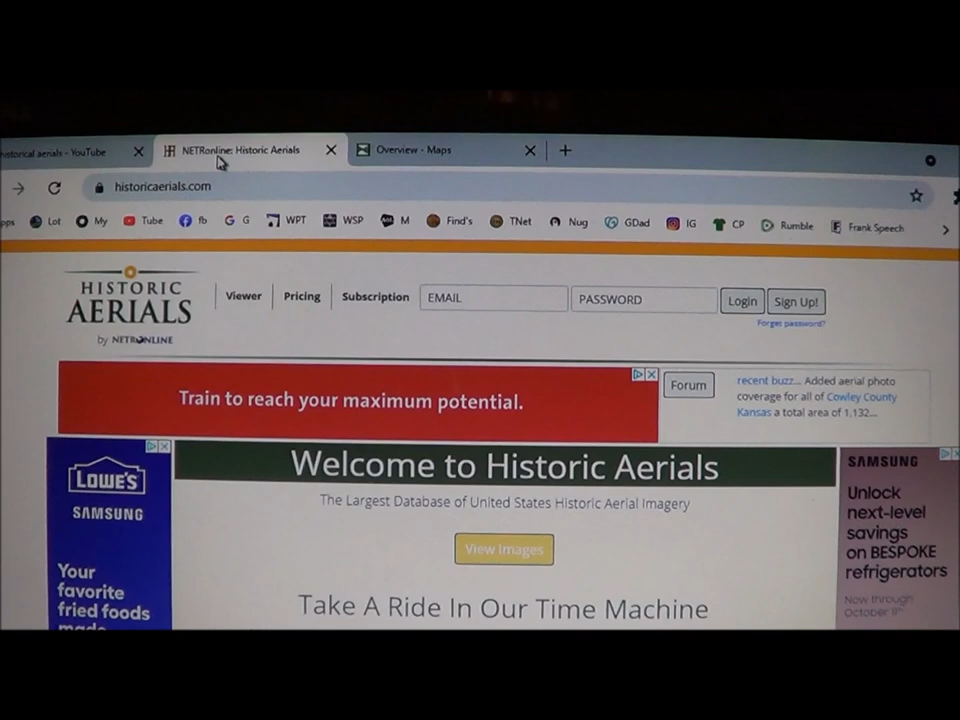 historical aerials - YouTube
NETRonline: Historic Aerials
Overview - Maps
historicaerials.com
Lot My Tube fb G G WPT WSP M Find's TNet Nug GDad IG CP Rumble Frank Speech
HISTORIC
AERIALS
by NETRONLINE
Viewer Pricing Subscription EMAIL PASSWORD Login Sign Up!
Forget password?
Train to reach your maximum potential.
Forum
recent buzz... Added aerial photo
coverage for all of Cowley County
Kansas a total area of 1,132...
LOWE'S
SAMSUNG
Your
favorite
fried foods
made
Welcome to Historic Aerials
The Largest Database of United States Historic Aerial Imagery
View Images
Take A Ride In Our Time Machine
SAMSUNG
Unlock
next-level
savings
on BESPOKE
refrigerators
Now through
October 11th